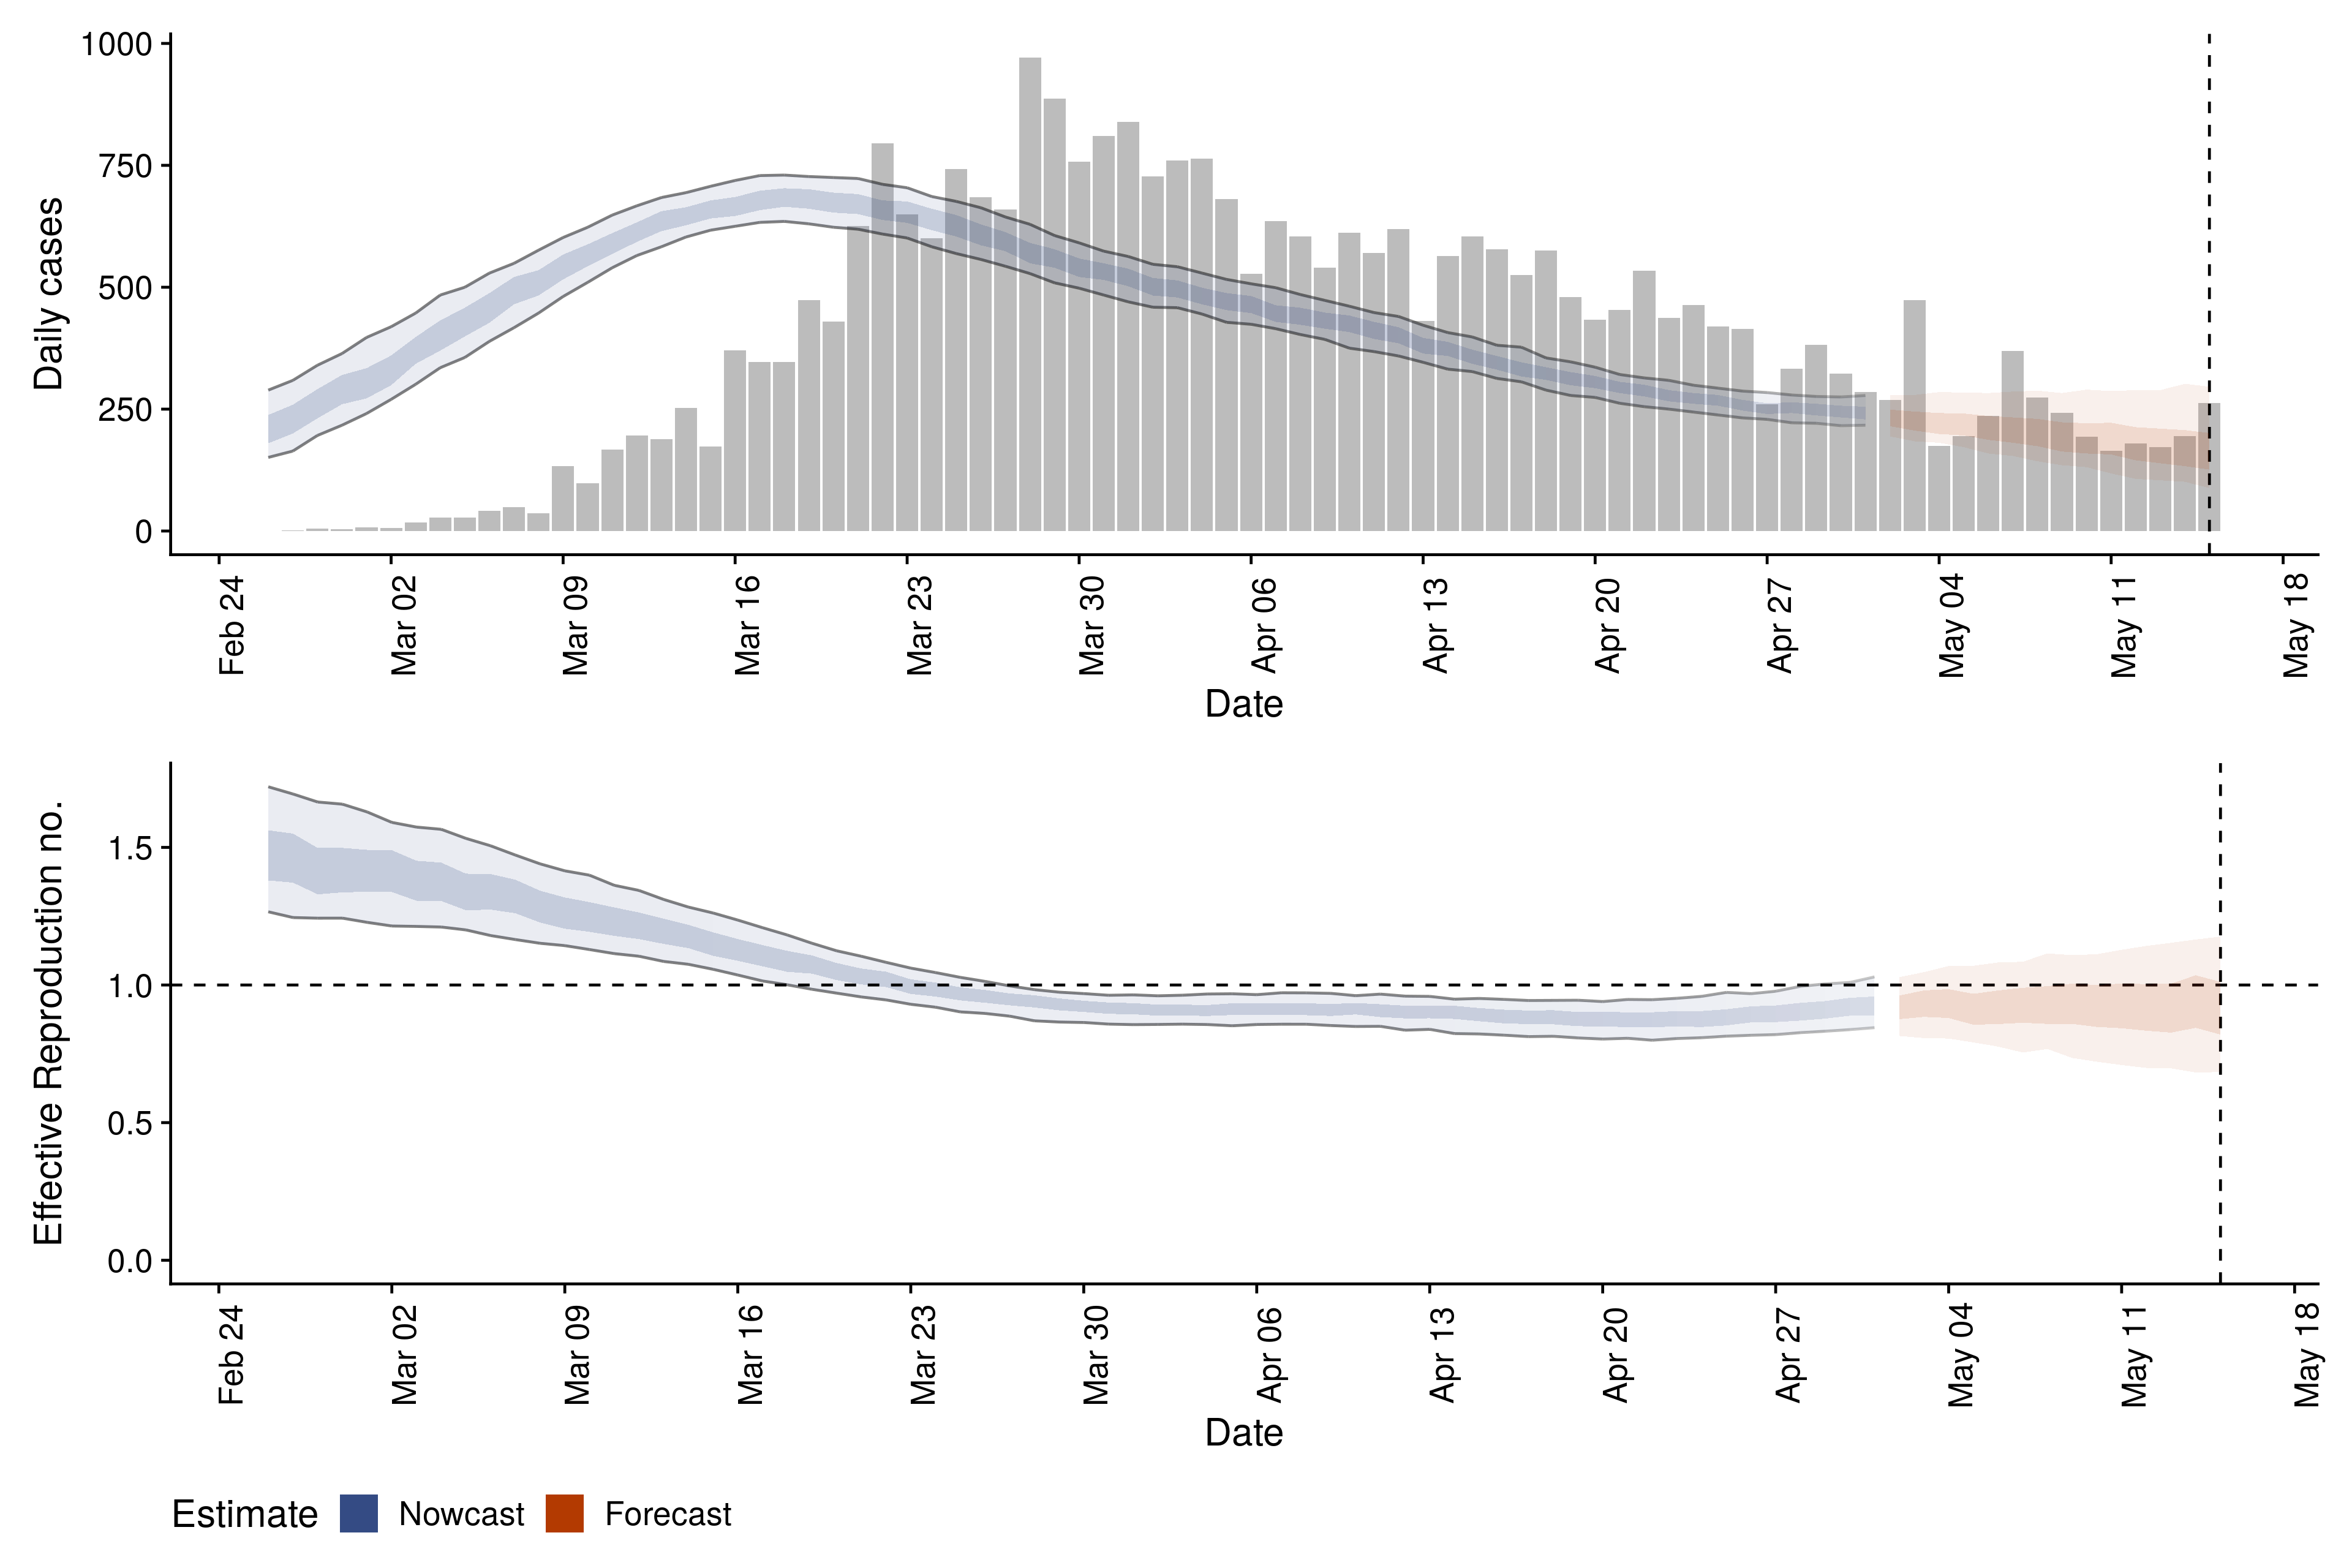 Daily cases
1000
750
500
250
0
Feb 24
Mar 02
Mar 09
Mar 16
Mar 23
Mar 30
Apr 06
Apr 13
Apr 20
Apr 27
May 04
May 11
May 18
Date
Effective Reproduction no.
1.5
1.0
0.5
0.0
Feb 24
Mar 02
Mar 09
Mar 16
Mar 23
Mar 30
Apr 06
Apr 13
Apr 20
Apr 27
May 04
May 11
May 18
Date
Estimate Nowcast Forecast